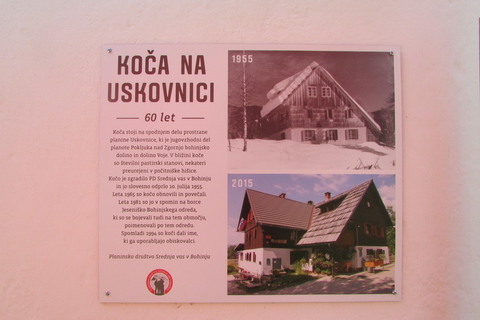 KOČA NA
USKOVNICI
60 let
Koča stoji na spodnjem delu prostrane
planine Uskovnice, ki je jugovzhodni del
planote Pokljuka nad Zgornjo bohinjsko
dolino in dolino Voje. V bližini koče
so številni pastirski stanovi, nekateri
preurejeni v počitniške hišice.
Kočo je zgradilo PD Srednja vas v Bohinju
in jo slovesno odprlo 10. julija 1955.
Leta 1965 so kočo obnovili in povečali.
Leta 1981 so jo v spomin na borce
Jeseniško Bohinjskega odreda,
ki so se bojevali tudi na tem območju,
poimenovali po tem odredu.
Spomladi 1994 so koči dali ime,
ki ga uporabljajo obiskovalci.
Planinsko društvo Srednja vas v Bohinju
1955
2015